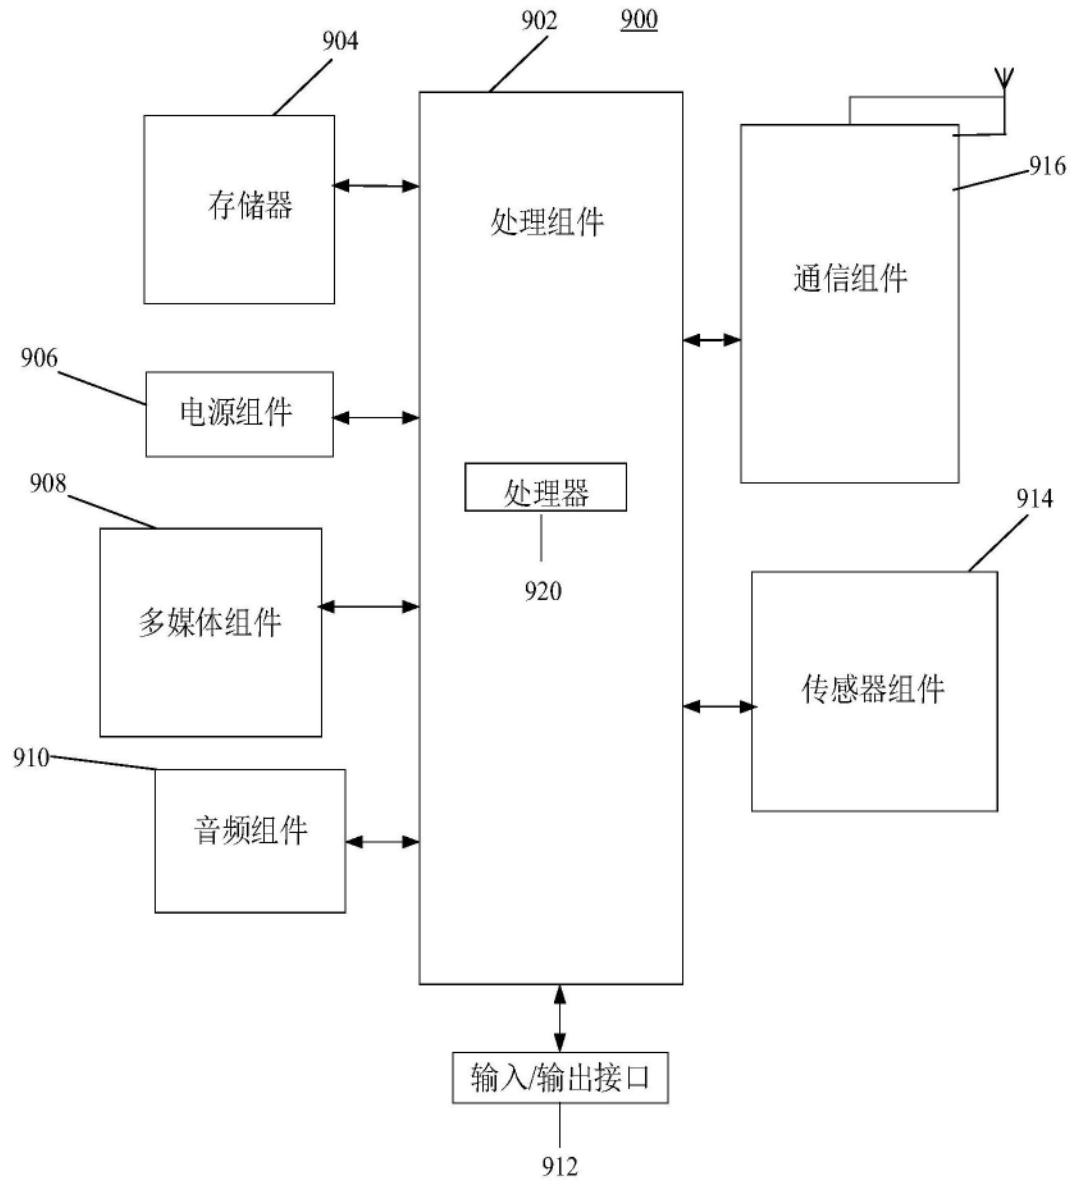 900
902
904
存储器
处理组件
916
通信组件
906
电源组件
908
处理器
914
920
多媒体组件
传感器组件
910
音频组件
输入/输出接口
912